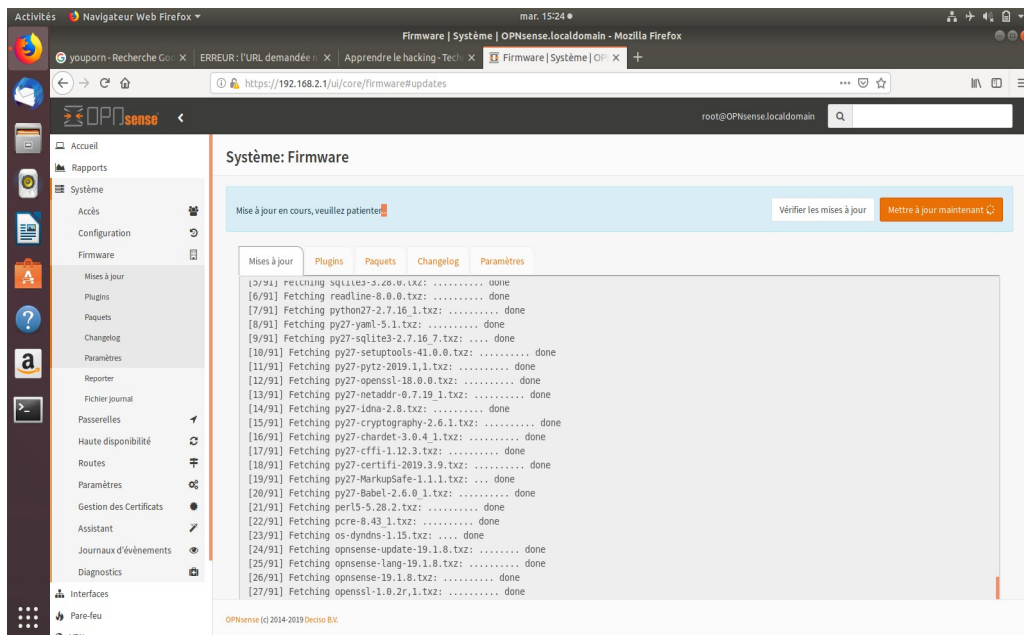 Activités Navigateur Web Firefox ▾ mar. 15:24 ●
Firmware | Système | OPNsense.localdomain - Mozilla Firefox
youporn - Recherche Goo × ERREUR : l'URL demandée n × Apprendre le hacking - Tech × Firmware | Système | OP × +
https://192.168.2.1/ui/core/firmware#updates
OPNsense root@OPNsense.localdomain
Accueil
Rapports
Système
Accès
Configuration
Firmware
Mises à jour
Plugins
Paquets
Changelog
Paramètres
Reporter
Fichier journal
Passerelles
Haute disponibilité
Routes
Paramètres
Gestion des Certificats
Assistant
Journaux d'évènements
Diagnostics
Interfaces
Pare-feu
Système: Firmware
Mise à jour en cours, veuillez patienter... Vérifier les mises à jour Mettre à jour maintenant
Mises à jour Plugins Paquets Changelog Paramètres
[5/91] Fetching sqlite3-3.28.0.txz: .......... done
[6/91] Fetching readline-8.0.0.txz: .......... done
[7/91] Fetching python27-2.7.16_1.txz: .......... done
[8/91] Fetching py27-yaml-5.1.txz: .......... done
[9/91] Fetching py27-sqlite3-2.7.16_7.txz: .... done
[10/91] Fetching py27-setuptools-41.0.0.txz: .......... done
[11/91] Fetching py27-pytz-2019.1,1.txz: .......... done
[12/91] Fetching py27-openssl-18.0.0.txz: .......... done
[13/91] Fetching py27-netaddr-0.7.19_1.txz: .......... done
[14/91] Fetching py27-idna-2.8.txz: .......... done
[15/91] Fetching py27-cryptography-2.6.1.txz: .......... done
[16/91] Fetching py27-chardet-3.0.4_1.txz: .......... done
[17/91] Fetching py27-cffi-1.12.3.txz: .......... done
[18/91] Fetching py27-certifi-2019.3.9.txz: .......... done
[19/91] Fetching py27-MarkupSafe-1.1.1.txz: ... done
[20/91] Fetching py27-Babel-2.6.0_1.txz: .......... done
[21/91] Fetching perl5-5.28.2.txz: .......... done
[22/91] Fetching pcre-8.43_1.txz: .......... done
[23/91] Fetching os-dyndns-1.15.txz: .... done
[24/91] Fetching opnsense-update-19.1.8.txz: ........ done
[25/91] Fetching opnsense-lang-19.1.8.txz: .......... done
[26/91] Fetching opnsense-19.1.8.txz: .......... done
[27/91] Fetching openssl-1.0.2r,1.txz: .......... done
OPNsense (c) 2014-2019 Deciso B.V.